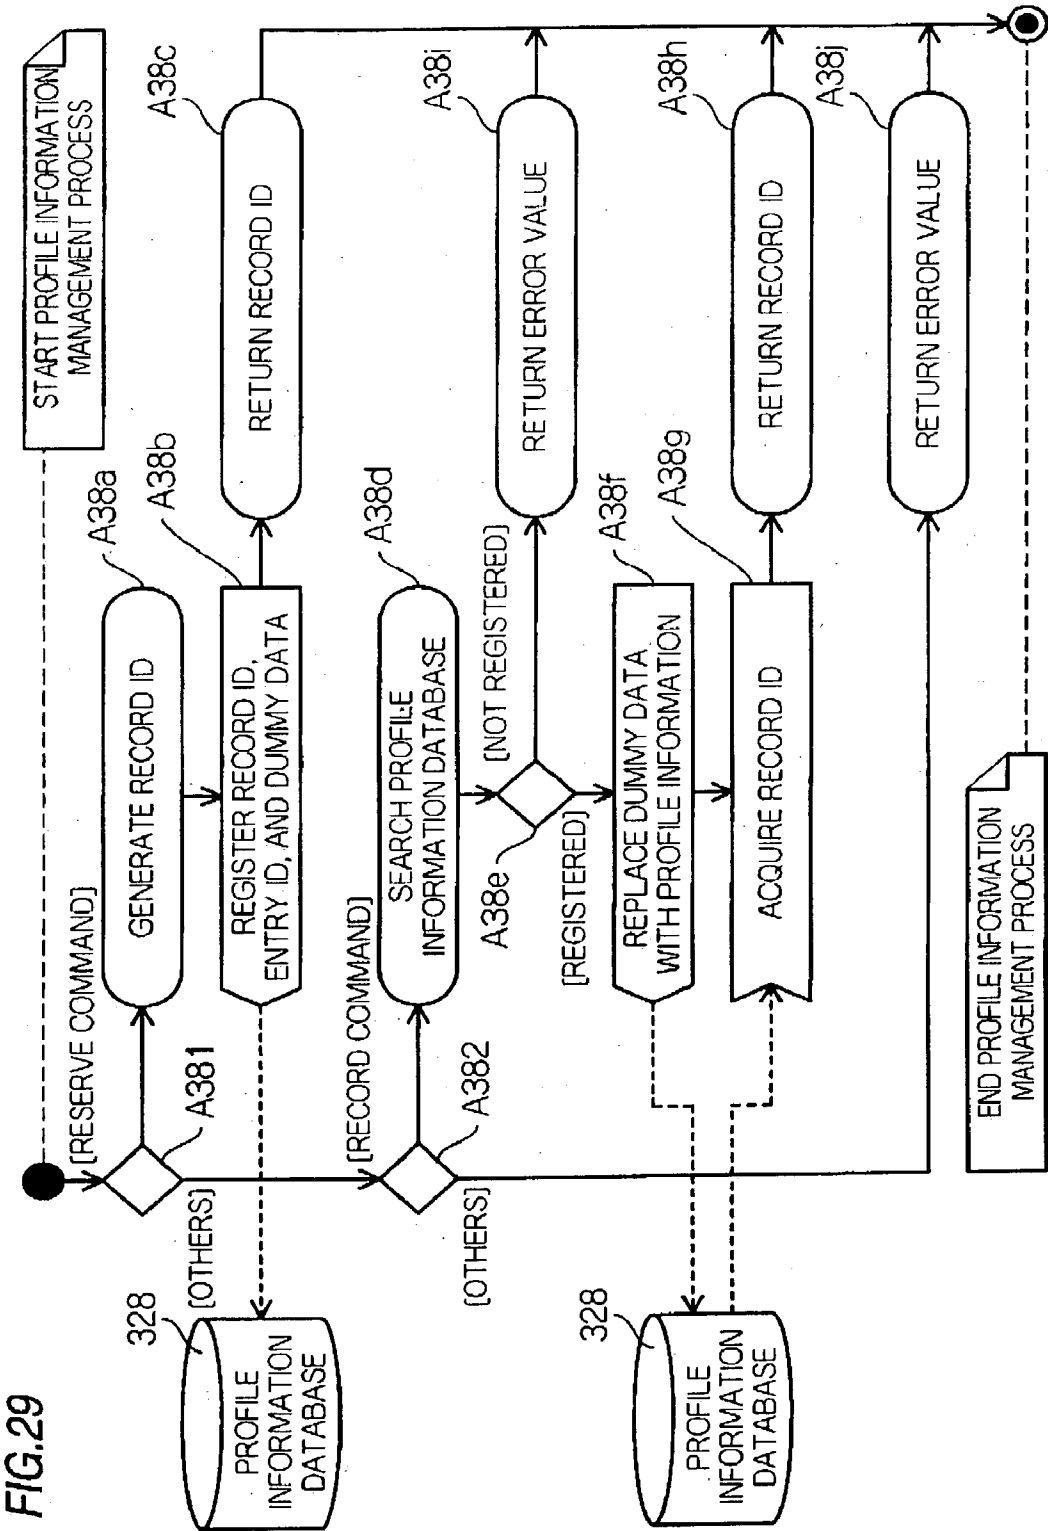 FIG.29
START PROFILE INFORMATION
MANAGEMENT PROCESS
[RESERVE COMMAND]
A381
[OTHERS]
GENERATE RECORD ID
A38a
REGISTER RECORD ID,
ENTRY ID, AND DUMMY DATA
A38b
RETURN RECORD ID
A38c
328
PROFILE
INFORMATION
DATABASE
[RECORD COMMAND]
A382
[OTHERS]
SEARCH PROFILE
INFORMATION DATABASE
A38d
A38e
[NOT REGISTERED]
RETURN ERROR VALUE
A38i
[REGISTERED]
REPLACE DUMMY DATA
WITH PROFILE INFORMATION
A38f
328
PROFILE
INFORMATION
DATABASE
ACQUIRE RECORD ID
A38g
RETURN RECORD ID
A38h
RETURN ERROR VALUE
A38j
END PROFILE INFORMATION
MANAGEMENT PROCESS